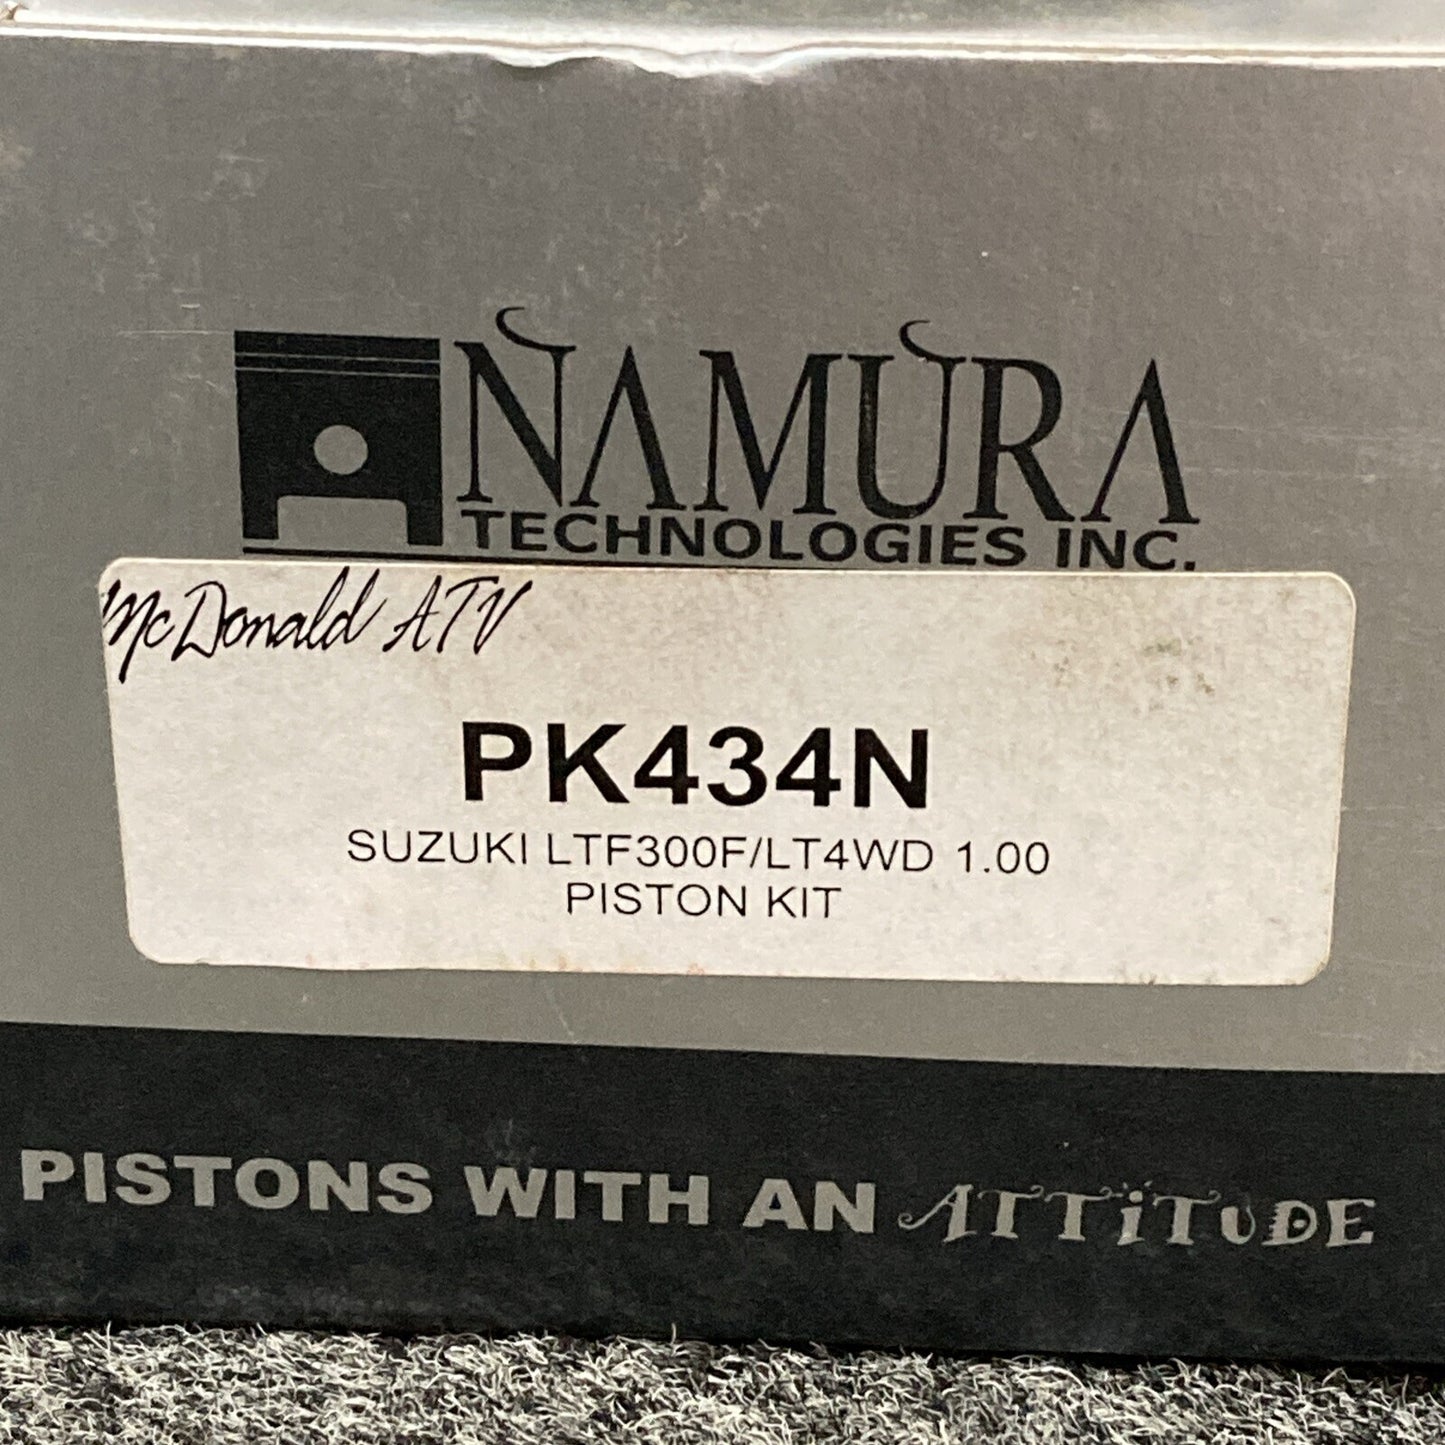 NAMURA
TECHNOLOGIES INC.
McDonald ATV
PK434N
SUZUKI LTF300F/LT4WD 1.00
PISTON KIT
PISTONS WITH AN ATTiTUDE